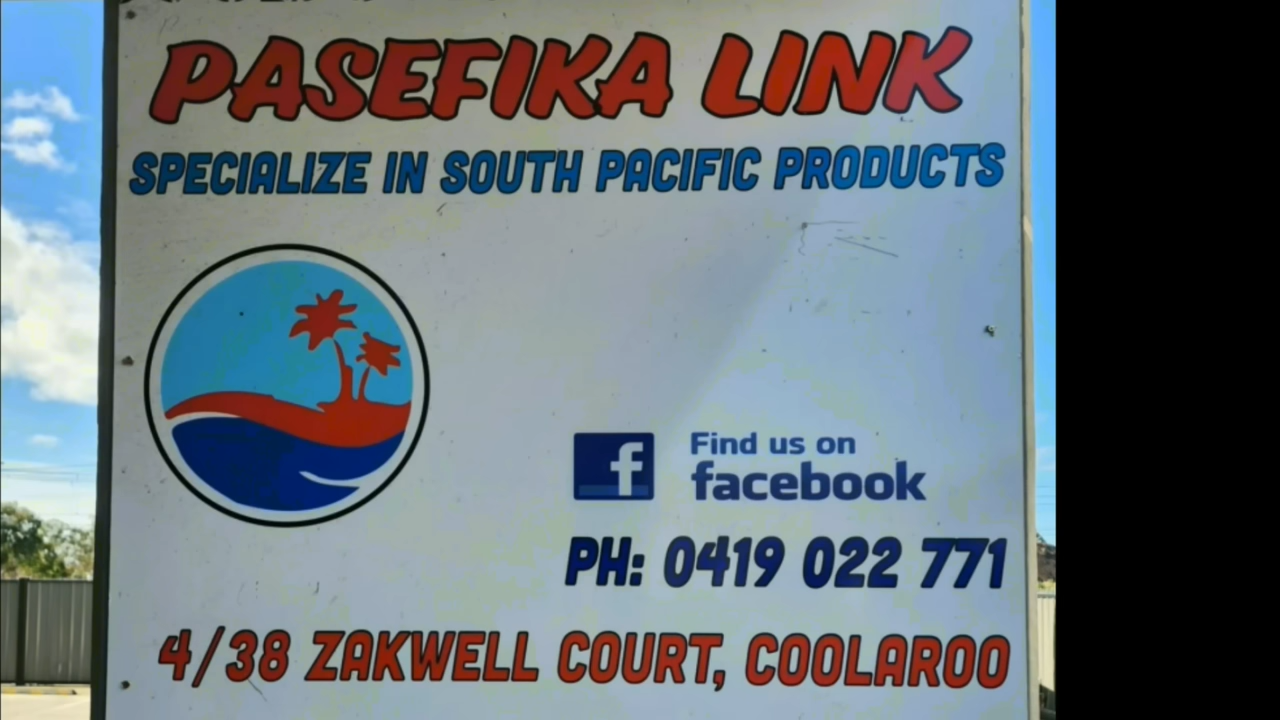 PASEFIKA LINK
SPECIALIZE IN SOUTH PACIFIC PRODUCTS
f
Find us on
facebook
PH: 0419 022 771
4/38 ZAKWELL COURT, COOLAROO